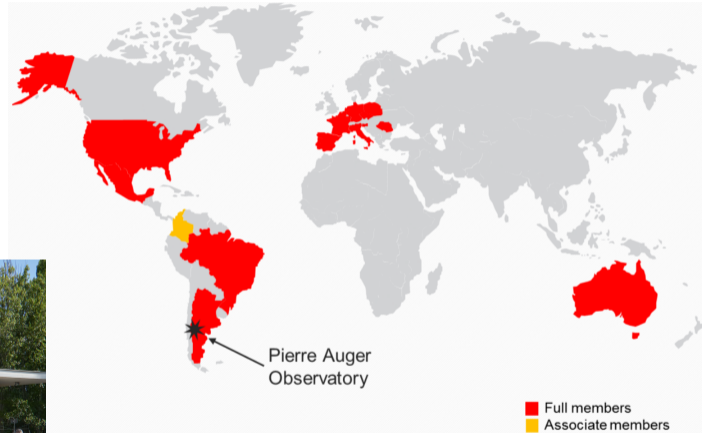 Pierre Auger
Observatory
Full members
Associate members